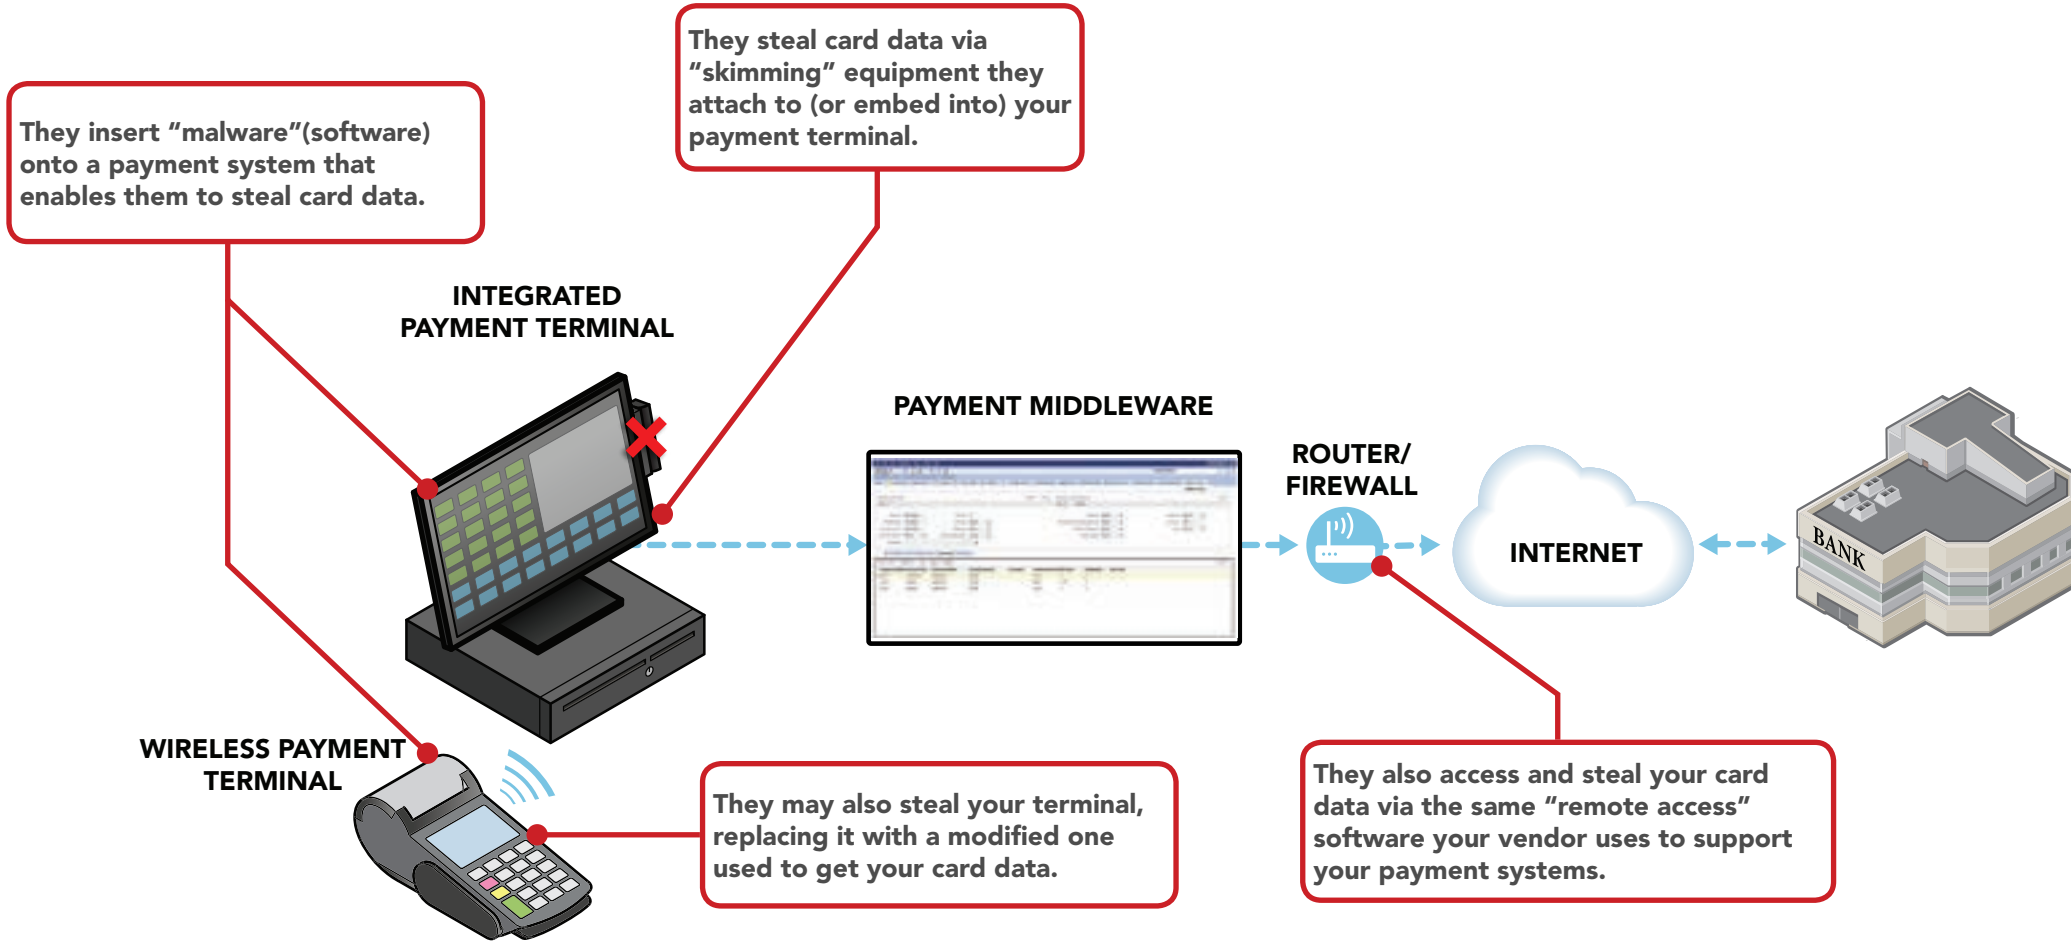 They steal card data via
“skimming” equipment they
attach to (or embed into) your
payment terminal.
They insert “malware”(software)
onto a payment system that
enables them to steal card data.
INTEGRATED
PAYMENT TERMINAL
PAYMENT MIDDLEWARE
ROUTER/
FIREWALL
INTERNET
BANK
WIRELESS PAYMENT
TERMINAL
They may also steal your terminal,
replacing it with a modified one
used to get your card data.
They also access and steal your card
data via the same “remote access”
software your vendor uses to support
your payment systems.